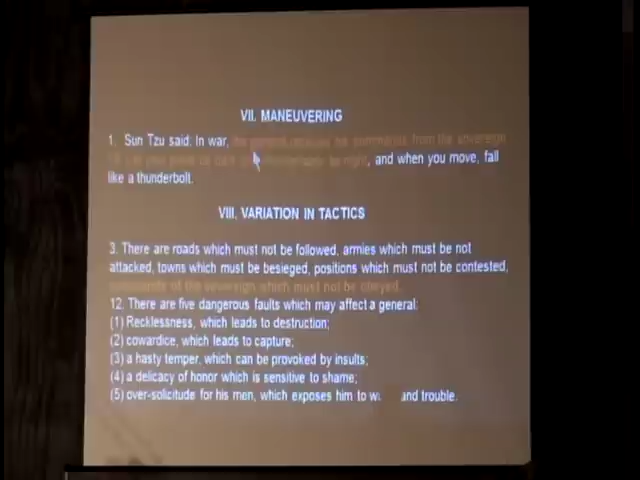 VII. MANEUVERING
1. Sun Tzu said: In war, the general receives his commands from the sovereign
and when you move, fall
like a thunderbolt.
VIII. VARIATION IN TACTICS
3. There are roads which must not be followed, armies which must be not
attacked, towns which must be besieged, positions which must not be contested,
commands of the sovereign which must not be obeyed.
12. There are five dangerous faults which may affect a general:
(1) Recklessness, which leads to destruction;
(2) cowardice, which leads to capture;
(3) a hasty temper, which can be provoked by insults;
(4) a delicacy of honor which is sensitive to shame;
(5) over-solicitude for his men, which exposes him to and trouble.